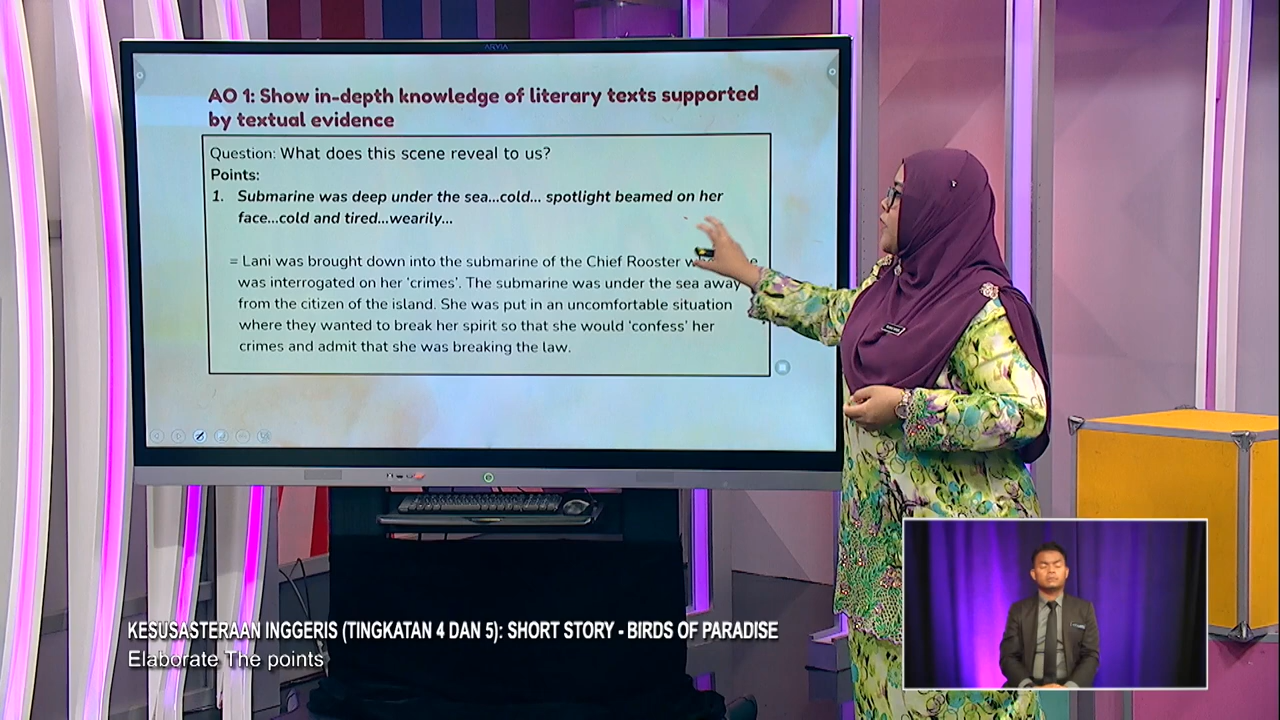 ARVIA
AO 1: Show in-depth knowledge of literary texts supported
by textual evidence
Question: What does this scene reveal to us?
Points:
1. Submarine was deep under the sea...cold... spotlight beamed on her
face...cold and tired...wearily...
= Lani was brought down into the submarine of the Chief Rooster
was interrogated on her ‘crimes’. The submarine was under the sea away
from the citizen of the island. She was put in an uncomfortable situation
where they wanted to break her spirit so that she would ‘confess’ her
crimes and admit that she was breaking the law.
KESUSASTERAAN INGGERIS (TINGKATAN 4 DAN 5): SHORT STORY - BIRDS OF PARADISE
Elaborate The points